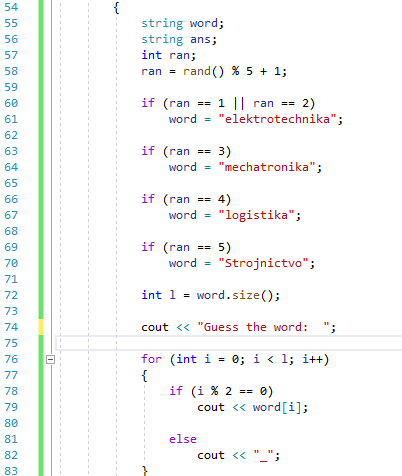 54 {
55 string word;
56 string ans;
57 int ran;
58 ran = rand() % 5 + 1;
59
60 if (ran == 1 || ran == 2)
61 word = "elektrotechnika";
62
63 if (ran == 3)
64 word = "mechatronika";
65
66 if (ran == 4)
67 word = "logistika";
68
69 if (ran == 5)
70 word = "Strojnictvo";
71
72 int l = word.size();
73
74 cout << "Guess the word:  ";
75
76 for (int i = 0; i < l; i++)
77 {
78 if (i % 2 == 0)
79 cout << word[i];
80
81 else
82 cout << "_";
83 }